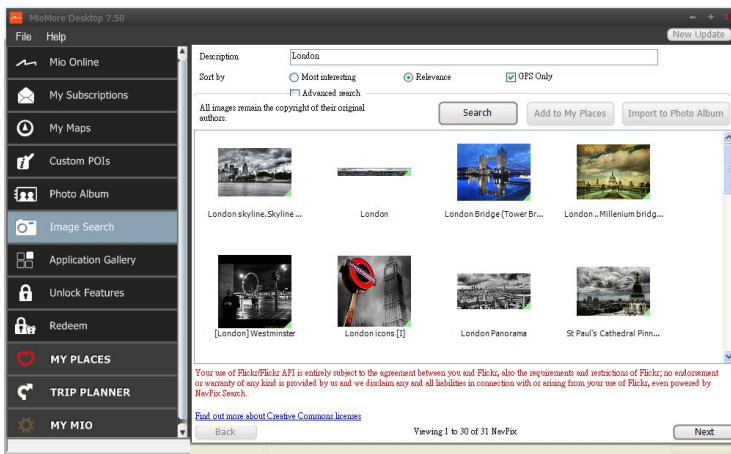 MioMore Desktop 7.50
File Help
New Update
Mio Online
My Subscriptions
My Maps
Custom POIs
Photo Album
Image Search
Application Gallery
Unlock Features
Redeem
MY PLACES
TRIP PLANNER
MY MIO
Description London
Sort by Most interesting Relevance GPS Only
Advanced search
All images remain the copyright of their original
authors.
Search Add to My Places Import to Photo Album
London skyline.Skyline ... London London Bridge (Tower Br... London ..Millenium bridg...
[London] Westminster London icons [I] London Panorama St Paul's Cathedral Pinn...
Your use of Flickr/Flickr API is entirely subject to the agreement between you and Flickr, also the requirements and restrictions of Flickr; no endorsement
or warranty of any kind is provided by us and we disclaim any and all liabilities in connection with or arising from your use of Flickr, even powered by
NavPix Search.
Find out more about Creative Commons licenses
Back Viewing 1 to 30 of 31 NavPix Next